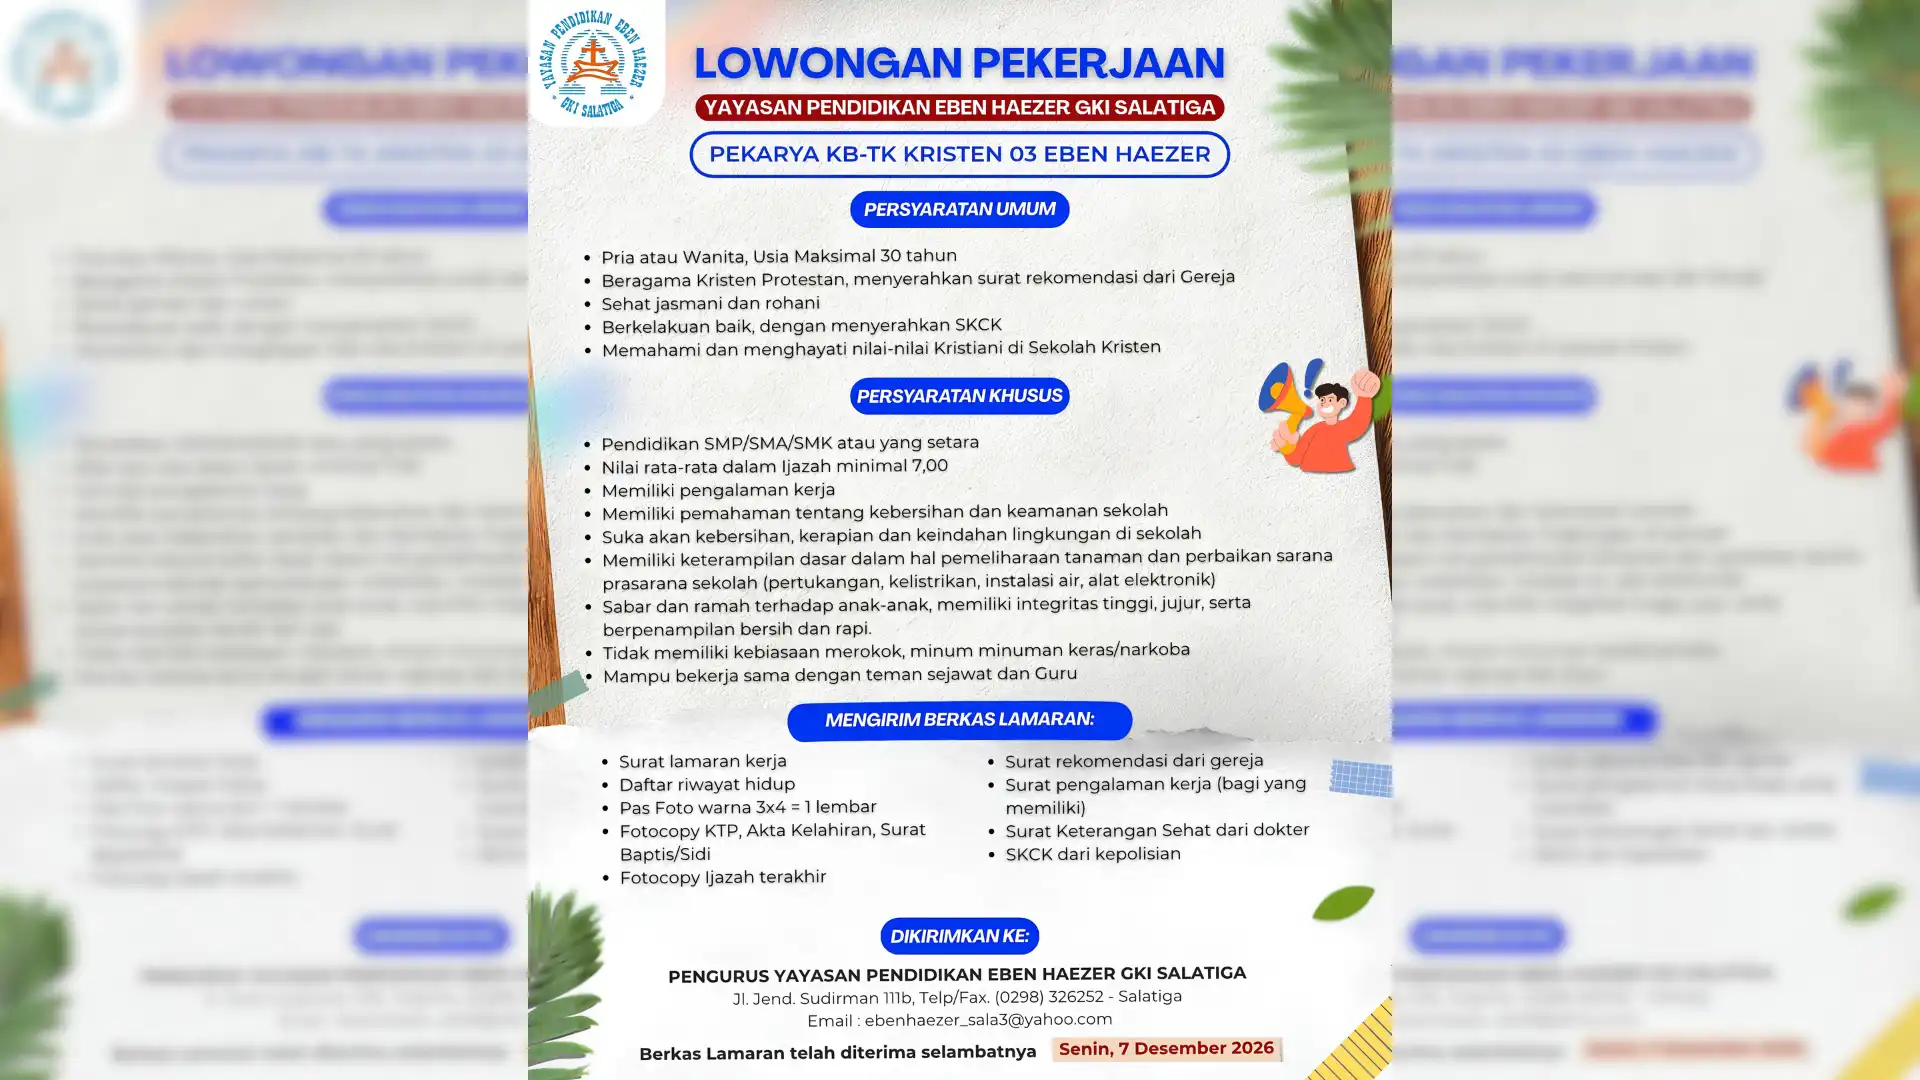 YAYASAN PENDIDIKAN EBEN HAEZER
GKI SALATIGA
LOWONGAN PEKERJAAN
YAYASAN PENDIDIKAN EBEN HAEZER GKI SALATIGA
PEKARYA KB-TK KRISTEN 03 EBEN HAEZER
PERSYARATAN UMUM
• Pria atau Wanita, Usia Maksimal 30 tahun
• Beragama Kristen Protestan, menyerahkan surat rekomendasi dari Gereja
• Sehat jasmani dan rohani
• Berkelakuan baik, dengan menyerahkan SKCK
• Memahami dan menghayati nilai-nilai Kristiani di Sekolah Kristen
PERSYARATAN KHUSUS
• Pendidikan SMP/SMA/SMK atau yang setara
• Nilai rata-rata dalam Ijazah minimal 7,00
• Memiliki pengalaman kerja
• Memiliki pemahaman tentang kebersihan dan keamanan sekolah
• Suka akan kebersihan, kerapian dan keindahan lingkungan di sekolah
• Memiliki keterampilan dasar dalam hal pemeliharaan tanaman dan perbaikan sarana
prasarana sekolah (pertukangan, kelistrikan, instalasi air, alat elektronik)
• Sabar dan ramah terhadap anak-anak, memiliki integritas tinggi, jujur, serta
berpenampilan bersih dan rapi.
• Tidak memiliki kebiasaan merokok, minum minuman keras/narkoba
• Mampu bekerja sama dengan teman sejawat dan Guru
MENGIRIM BERKAS LAMARAN:
• Surat lamaran kerja
• Daftar riwayat hidup
• Pas Foto warna 3x4 = 1 lembar
• Fotocopy KTP, Akta Kelahiran, Surat
Baptis/Sidi
• Fotocopy Ijazah terakhir
• Surat rekomendasi dari gereja
• Surat pengalaman kerja (bagi yang
memiliki)
• Surat Keterangan Sehat dari dokter
• SKCK dari kepolisian
DIKIRIMKAN KE:
PENGURUS YAYASAN PENDIDIKAN EBEN HAEZER GKI SALATIGA
Jl. Jend. Sudirman 111b, Telp/Fax. (0298) 326252 - Salatiga
Email : ebenhaezer_sala3@yahoo.com
Berkas Lamaran telah diterima selambatnya Senin, 7 Desember 2026